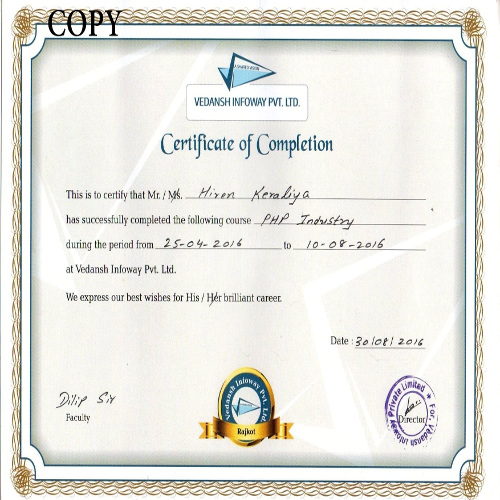 COPY
VEDANSH INFOWAY PVT. LTD.
Certificate of Completion
This is to certify that Mr. / Ms. Hiren Keraliya
has successfully completed the following course PHP Industry
during the period from 25-04-2016 to 10-08-2016
at Vedansh Infoway Pvt. Ltd.
We express our best wishes for His / Her brilliant career.
Date : 30/08/2016
Dilip Sir
Faculty
Vedansh Infoway Pvt. Ltd.
Rajkot
For, Vedansh Infoway Private Limited
Director